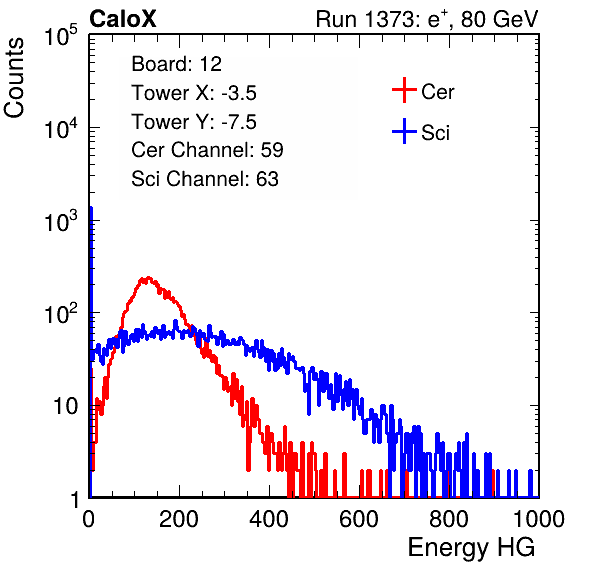 CaloX Run 1373: e⁺, 80 GeV
Counts
Board: 12
Tower X: -3.5
Tower Y: -7.5
Cer Channel: 59
Sci Channel: 63
Cer
Sci
10⁵
10⁴
10³
10²
10
1
0 200 400 600 800 1000
Energy HG